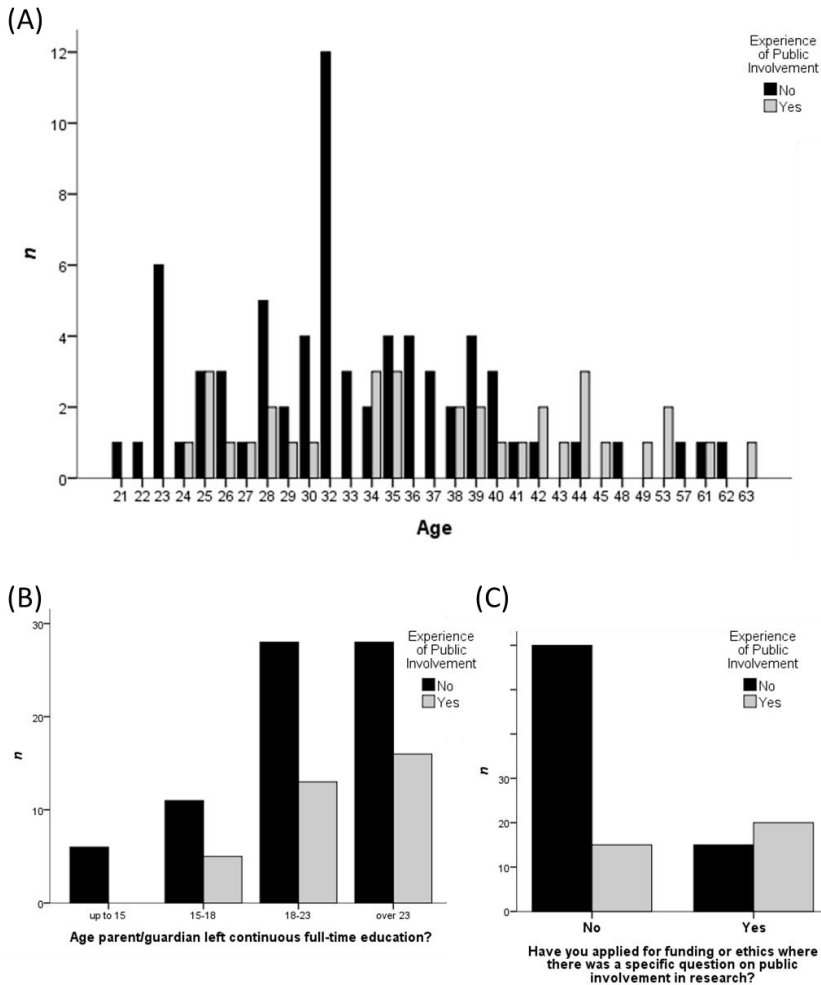 (A)
Experience
of Public
Involvement
No
Yes
12
10
8
6
4
2
0
n
21 22 23 24 25 26 27 28 29 30 32 33 34 35 36 37 38 39 40 41 42 43 44 45 48 49 53 57 61 62 63
Age
(B)
Experience
of Public
Involvement
No
Yes
30
20
10
0
n
up to 15 15-18 18-23 over 23
Age parent/guardian left continuous full-time education?
(C)
Experience
of Public
Involvement
No
Yes
30
20
10
0
n
No Yes
Have you applied for funding or ethics where
there was a specific question on public
involvement in research?